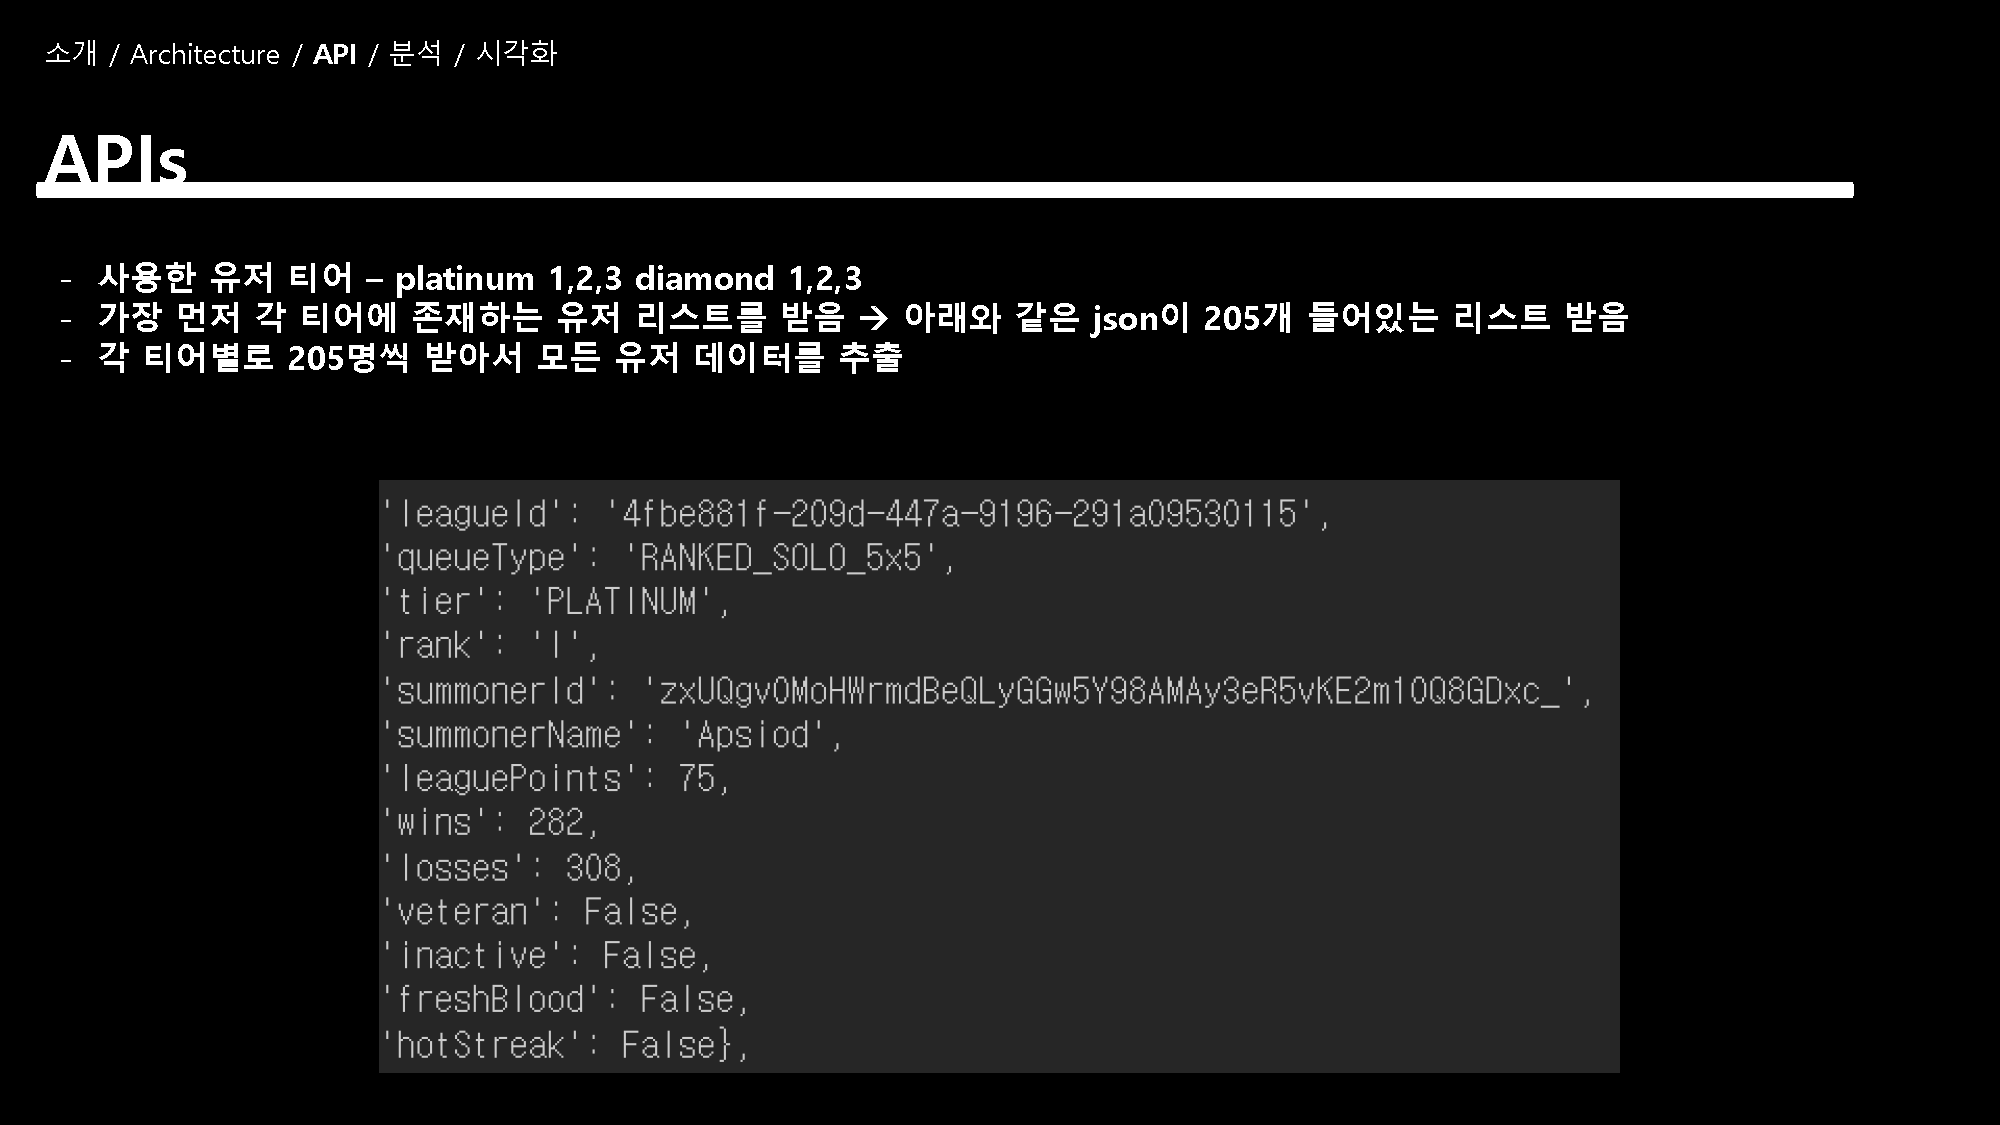 소개 / Architecture / API / 분석 / 시각화
APIs
- 사용한 유저 티어 – platinum 1,2,3 diamond 1,2,3
- 가장 먼저 각 티어에 존재하는 유저 리스트를 받음 → 아래와 같은 json이 205개 들어있는 리스트 받음
- 각 티어별로 205명씩 받아서 모든 유저 데이터를 추출
'leagueId': '4fbe881f-209d-447a-9196-291a09530115',
'queueType': 'RANKED_SOLO_5x5',
'tier': 'PLATINUM',
'rank': 'I',
'summonerId': 'zxUQgv0MoHWrmdBeQLyGGw5Y98AMAy3eR5vKE2m10Q8GDxc_',
'summonerName': 'Apsiod',
'leaguePoints': 75,
'wins': 282,
'losses': 308,
'veteran': False,
'inactive': False,
'freshBlood': False,
'hotStreak': False},